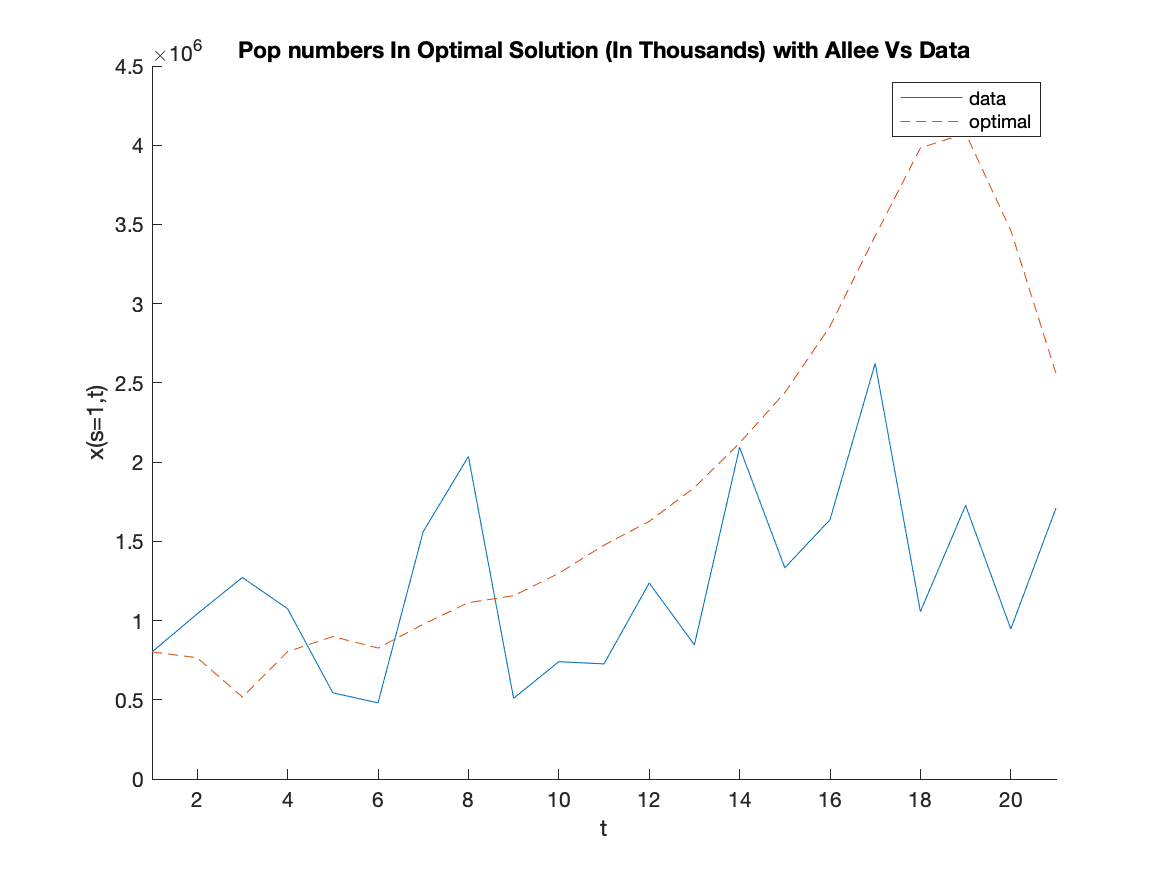 Pop numbers In Optimal Solution (In Thousands) with Allee Vs Data
×10⁶
4.5
4
3.5
3
2.5
2
1.5
1
0.5
0
x(s=1,t)
data
optimal
2 4 6 8 10 12 14 16 18 20
t